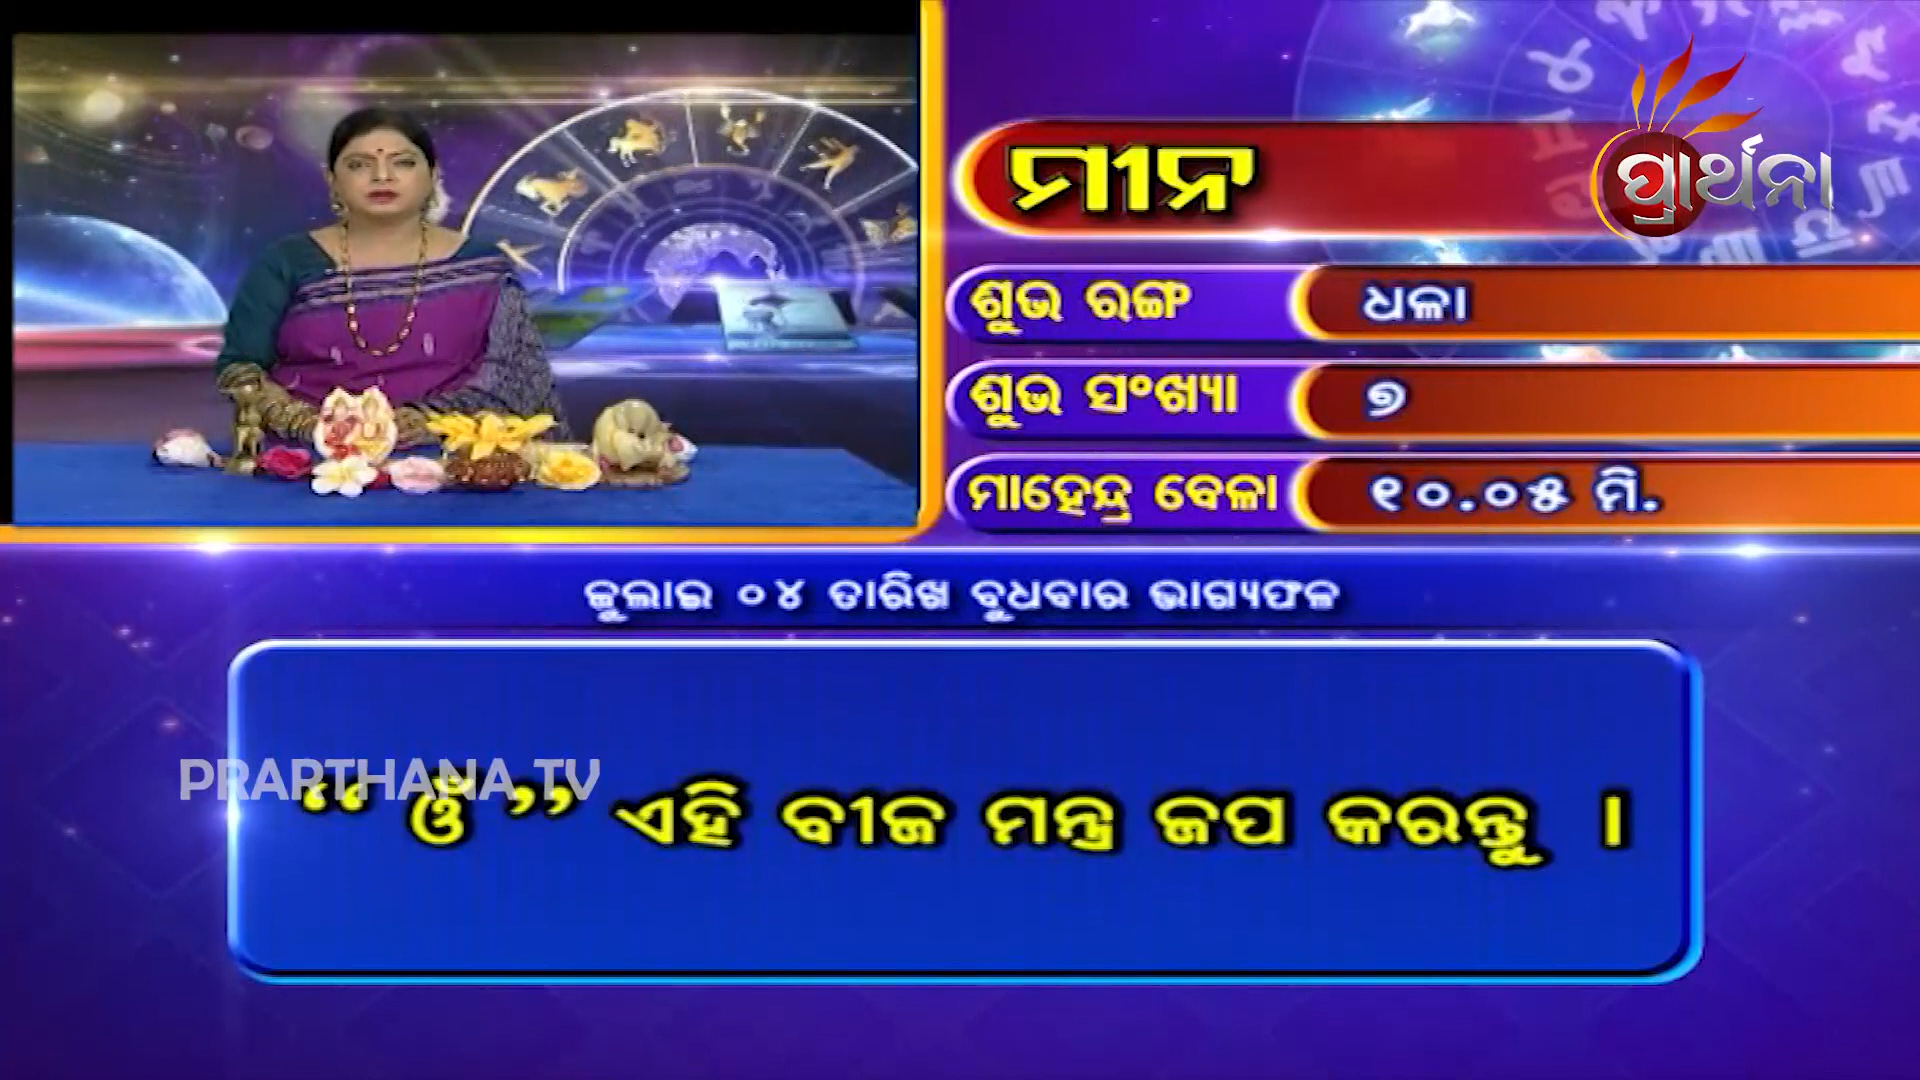 ମୀନ
ପ୍ରାର୍ଥନା
ଶୁଭ ରଙ୍ଗ ଧଳା
ଶୁଭ ସଂଖ୍ୟା ୭
ମାହେନ୍ଦ୍ର ବେଳା ୧୦.୦୫ ମି.
ଜୁଲାଇ ୦୪ ତାରିଖ ବୁଧବାର ଭାଗ୍ୟଫଳ
PRARTHANA TV
“ ଓଁ ” ଏହି ବୀଜ ମନ୍ତ୍ର ଜପ କରନ୍ତୁ ।